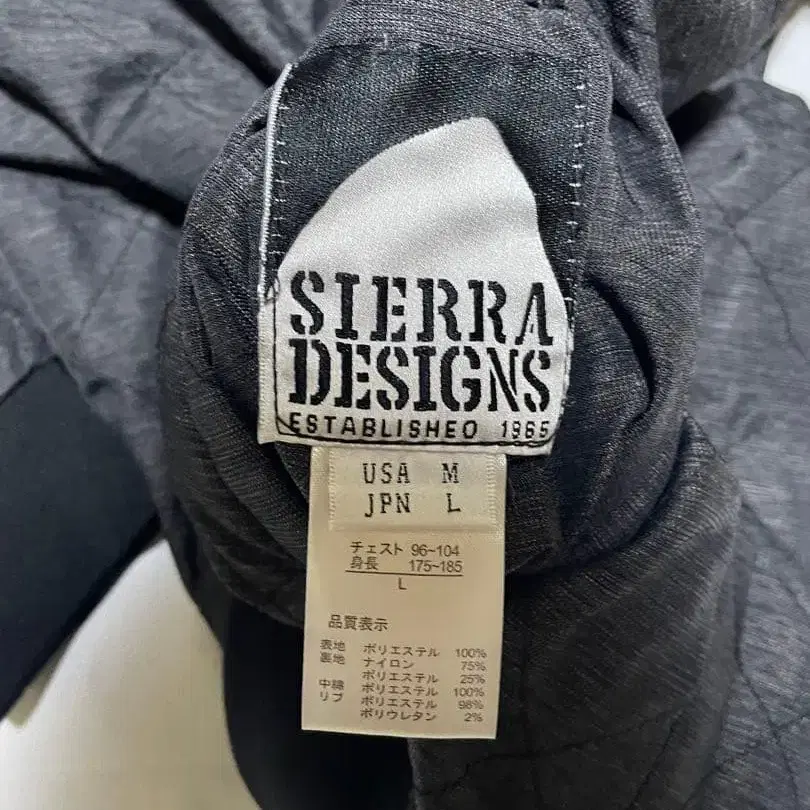 SIERRA
DESIGNS
ESTABLISHED 1965
USA M
JPN L
チェスト 96~104
身長 175~185
L
品質表示
表地 ポリエステル 100%
裏地 ナイロン 75%
ポリエステル 25%
中綿 ポリエステル 100%
リブ ポリエステル 98%
ポリウレタン 2%